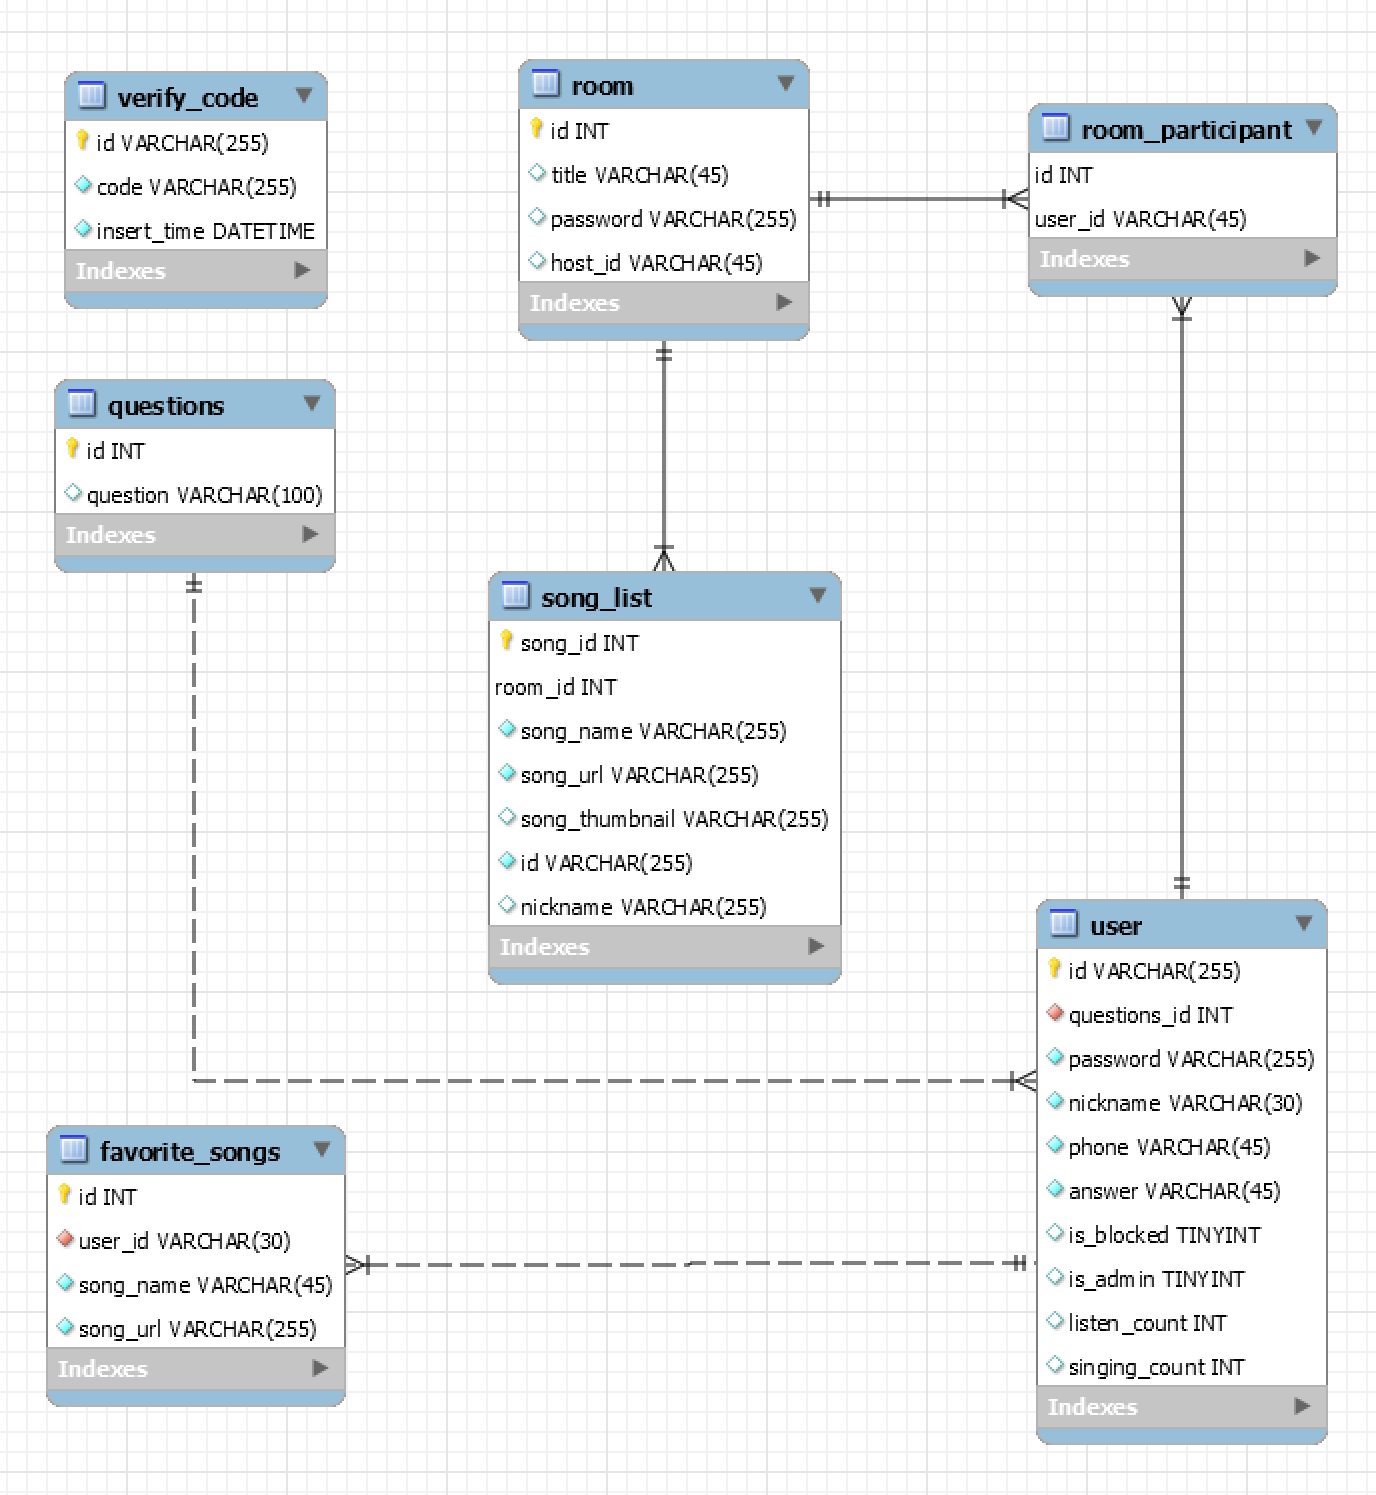 verify_code
id VARCHAR(255)
code VARCHAR(255)
insert_time DATETIME
Indexes
room
id INT
title VARCHAR(45)
password VARCHAR(255)
host_id VARCHAR(45)
Indexes
room_participant
id INT
user_id VARCHAR(45)
Indexes
questions
id INT
question VARCHAR(100)
Indexes
song_list
song_id INT
room_id INT
song_name VARCHAR(255)
song_url VARCHAR(255)
song_thumbnail VARCHAR(255)
id VARCHAR(255)
nickname VARCHAR(255)
Indexes
user
id VARCHAR(255)
questions_id INT
password VARCHAR(255)
nickname VARCHAR(30)
phone VARCHAR(45)
answer VARCHAR(45)
is_blocked TINYINT
is_admin TINYINT
listen_count INT
singing_count INT
Indexes
favorite_songs
id INT
user_id VARCHAR(30)
song_name VARCHAR(45)
song_url VARCHAR(255)
Indexes